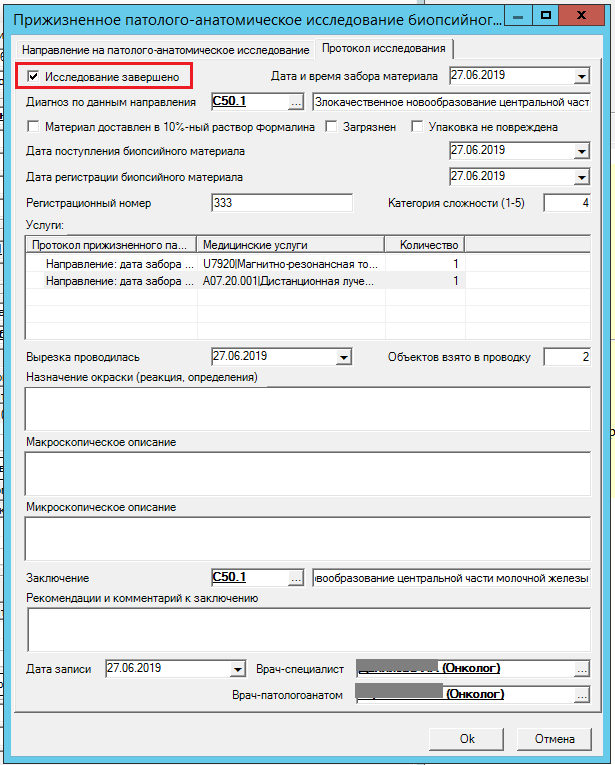 Прижизненное патолого-анатомическое исследование биопсийног...
Направление на патолого-анатомическое исследование Протокол исследования
Исследование завершено Дата и время забора материала 27.06.2019
Диагноз по данным направления C50.1 ... Злокачественное новообразование центральной част
Материал доставлен в 10%-ный раствор формалина Загрязнен Упаковка не повреждена
Дата поступления биопсийного материала 27.06.2019
Дата регистрации биопсийного материала 27.06.2019
Регистрационный номер 333 Категория сложности (1-5) 4
Услуги:
Протокол прижизненного па... Медицинские услуги Количество
Направление: дата забора ... U7920|Магнитно-резонансная то... 1
Направление: дата забора ... A07.20.001|Дистанционная луче... 1
Вырезка проводилась 27.06.2019 Объектов взято в проводку 2
Назначение окраски (реакция, определения)
Макроскопическое описание
Микроскопическое описание
Заключение C50.1 ... овообразование центральной части молочной железы
Рекомендации и комментарий к заключению
Дата записи 27.06.2019 Врач-специалист (Онколог) ...
Врач-патологоанатом (Онколог) ...
Ok Отмена